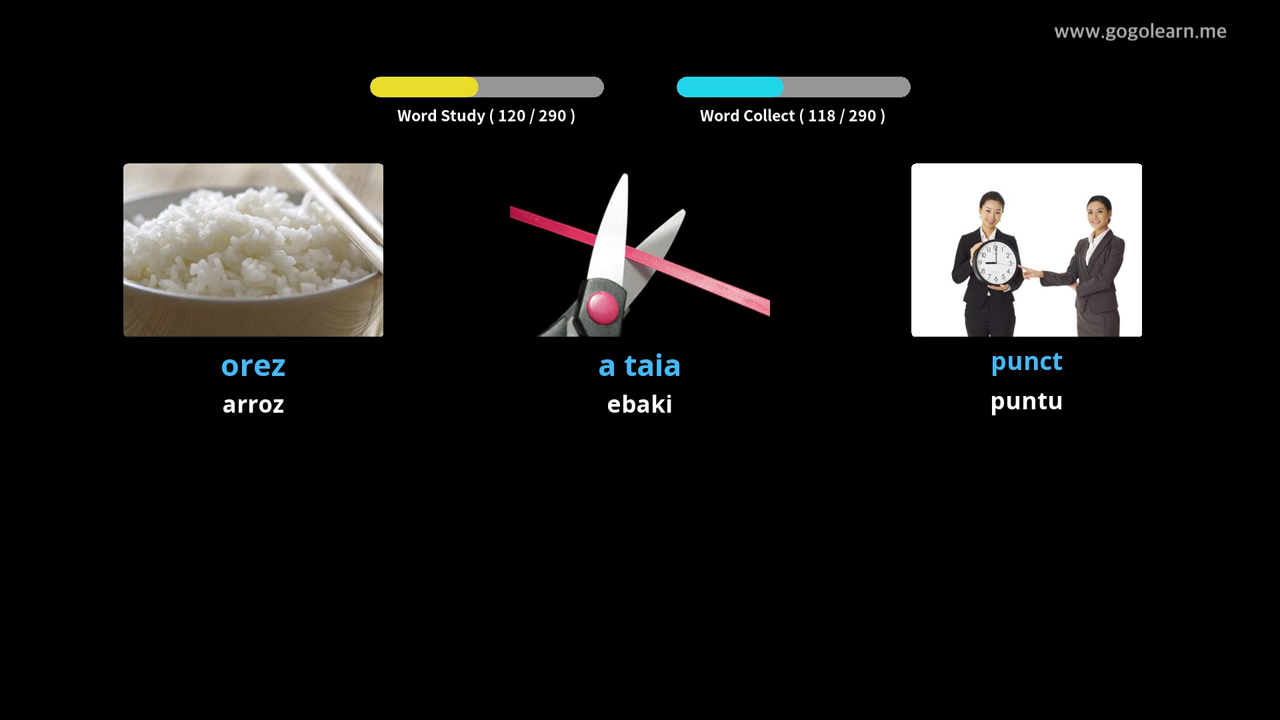 www.gogolearn.me
Word Study ( 120 / 290 )
Word Collect ( 118 / 290 )
orez
arroz
a taia
ebaki
punct
puntu